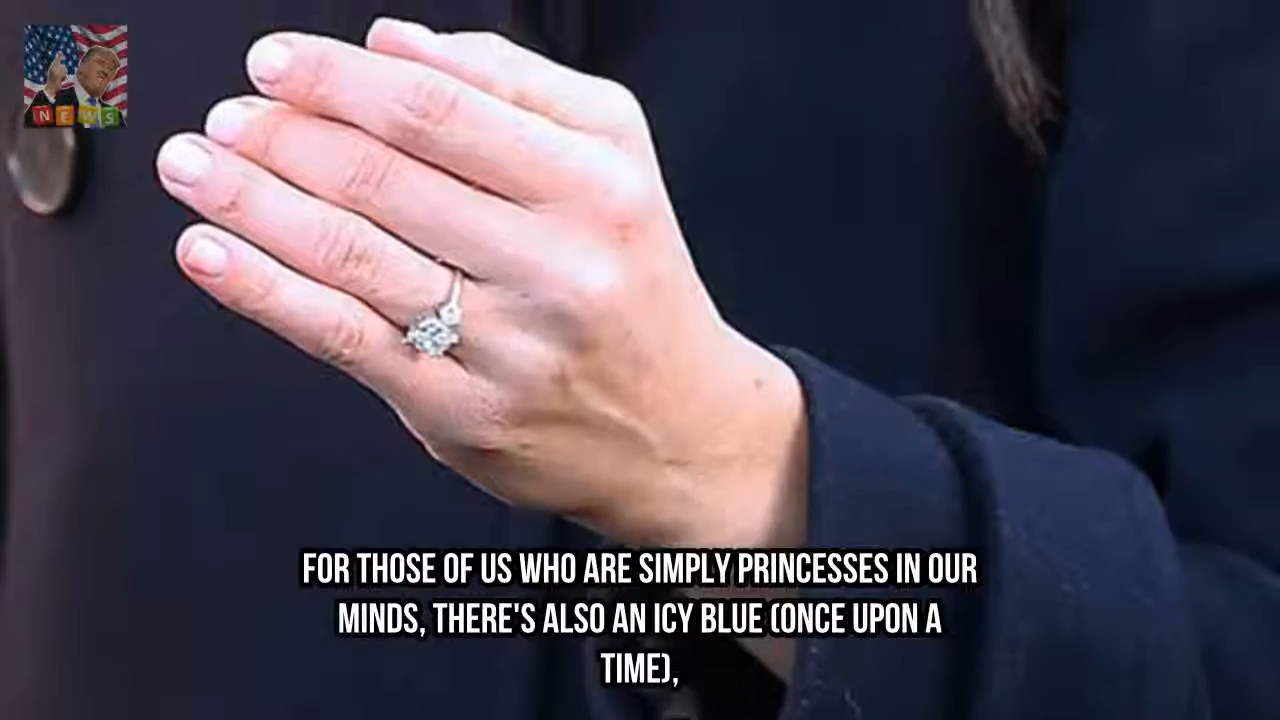 NEWS
FOR THOSE OF US WHO ARE SIMPLY PRINCESSES IN OUR
MINDS, THERE'S ALSO AN ICY BLUE (ONCE UPON A
TIME),